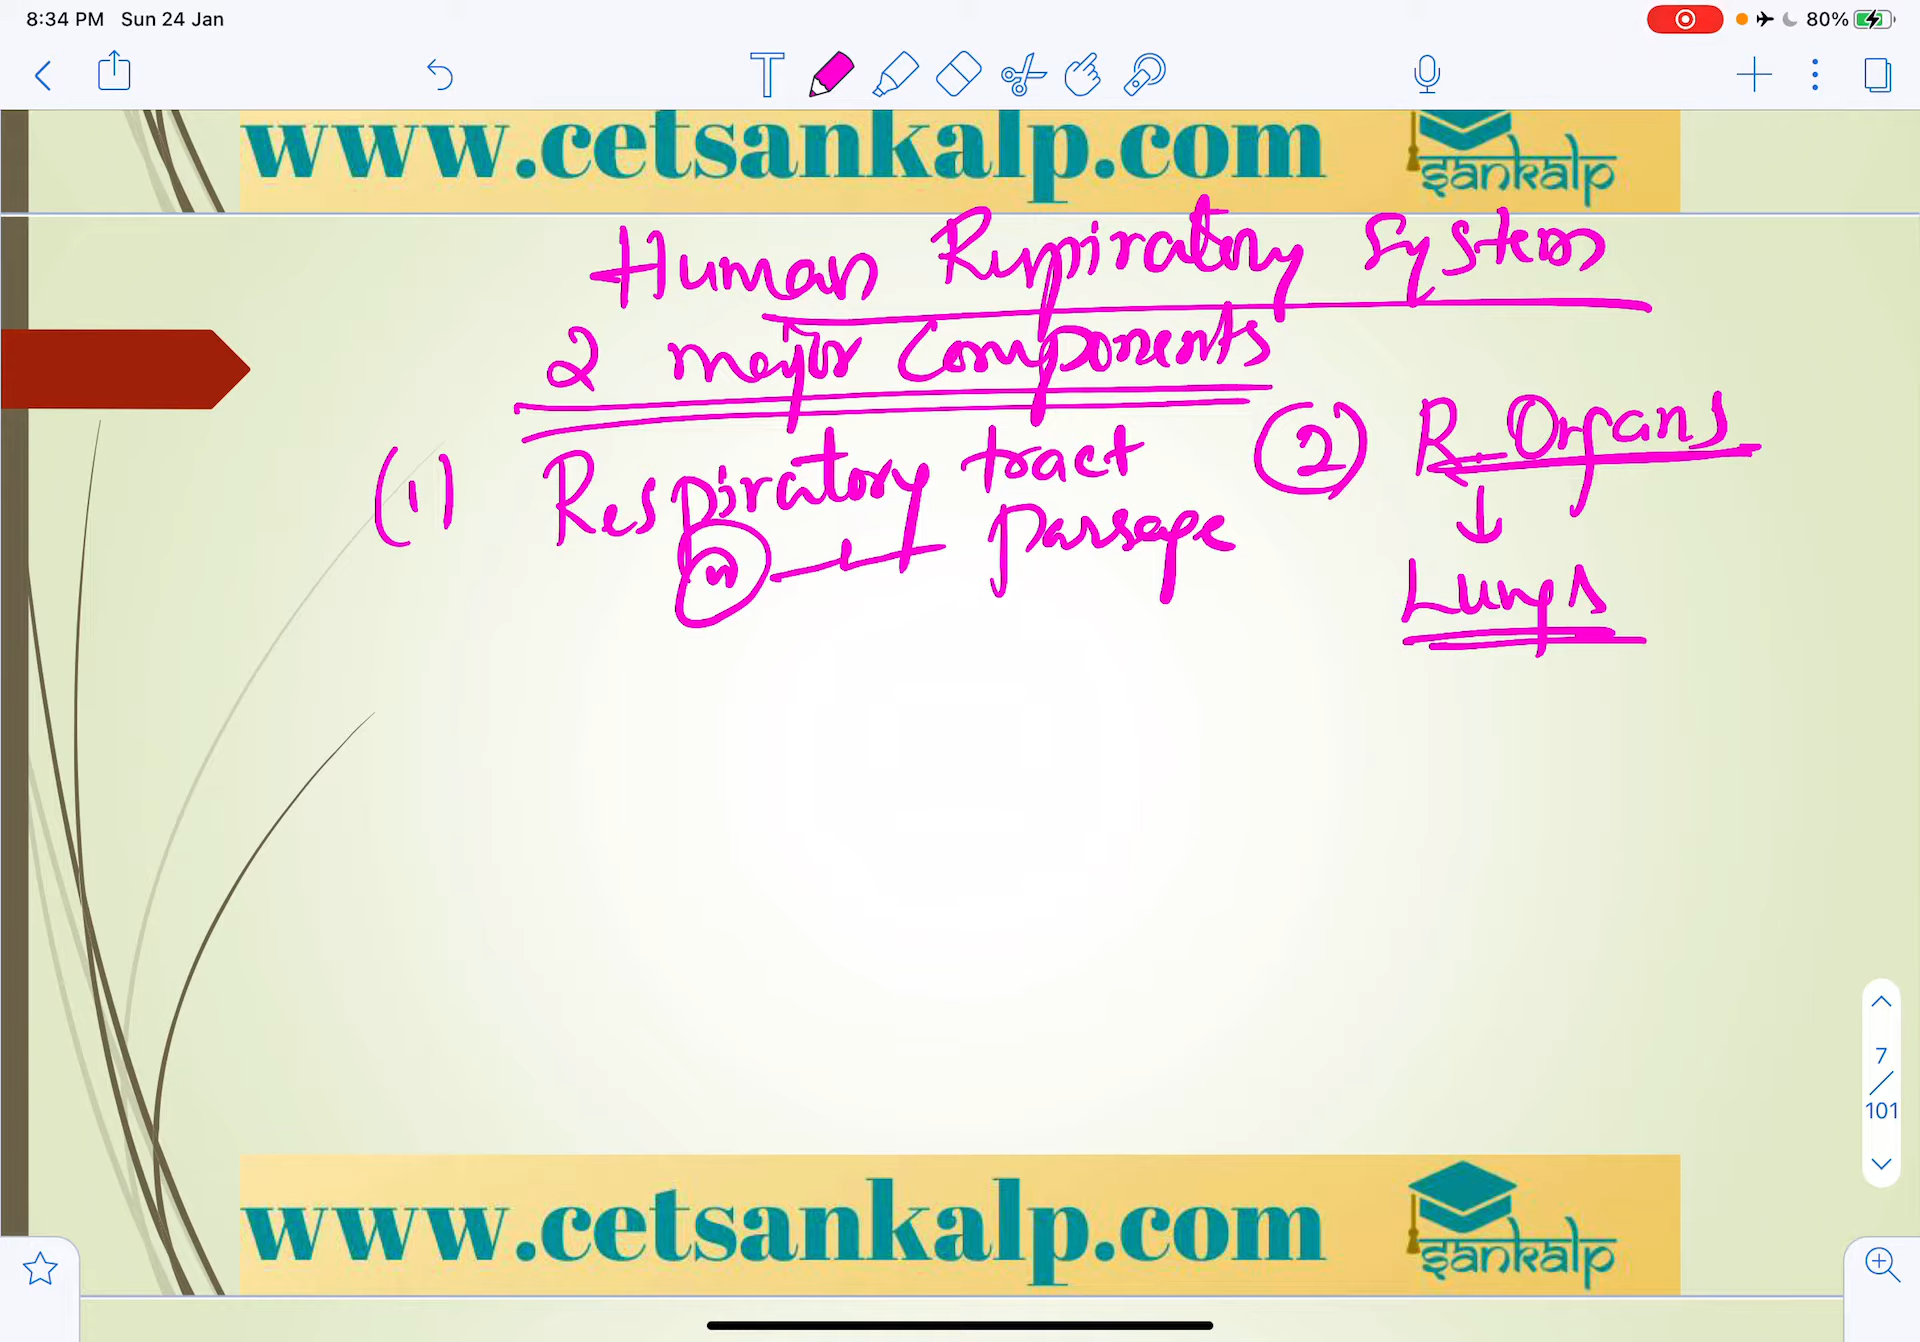 8:34 PM Sun 24 Jan
80%
T
www.cetsankalp.com
sankalp
Human Respiratory System
2 major Components
(1) Respiratory tract
passage
(2) R. Organs
Lungs
7
101
www.cetsankalp.com
sankalp